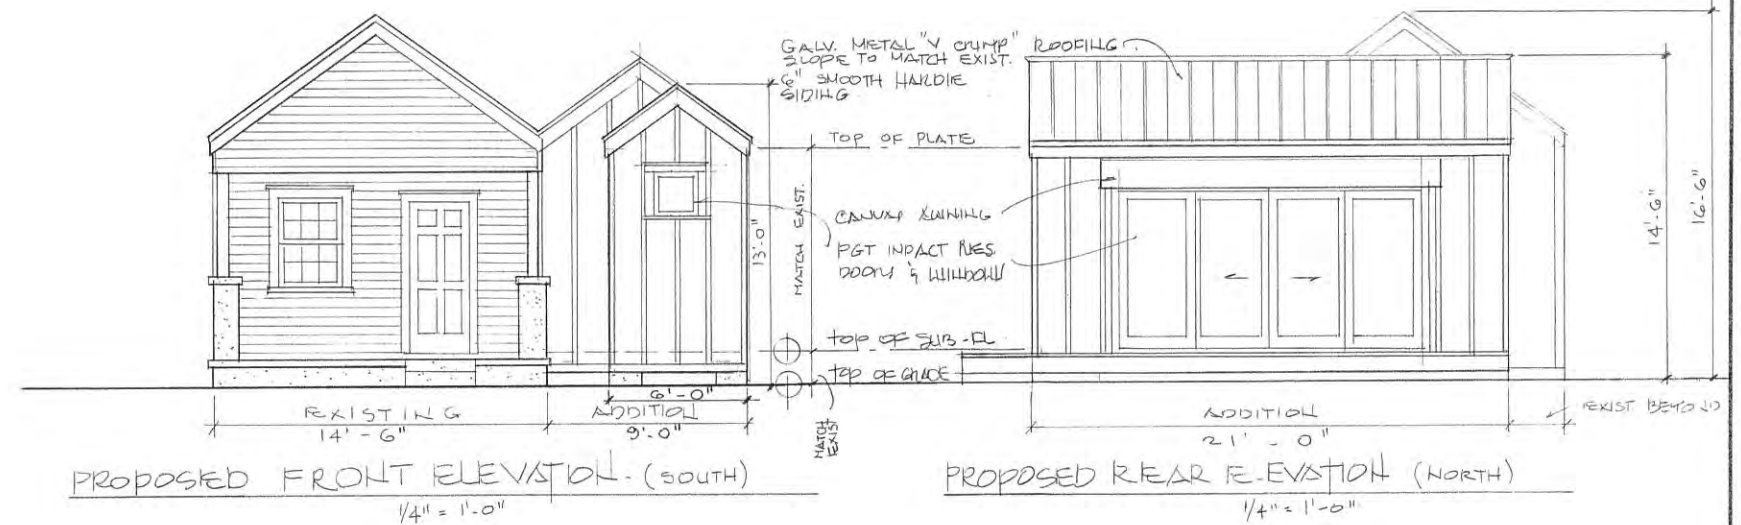 GALV. METAL "V CRIMP" ROOFING
SLOPE TO MATCH EXIST.
6" SMOOTH HARDIE
SIDING
TOP OF PLATE
MATCH EXIST.
13'-0"
CANVAS AWNING
PGT IMPACT RES.
DOORS & WINDOWS
TOP OF SUB-FL
TOP OF GRADE
MATCH EXIST
6'-0"
EXISTING
14'-6"
ADDITION
9'-0"
14'-6"
16'-6"
ADDITION
21'-0"
EXIST BEYOND
PROPOSED FRONT ELEVATION - (SOUTH)
1/4" = 1'-0"
PROPOSED REAR ELEVATION (NORTH)
1/4" = 1'-0"